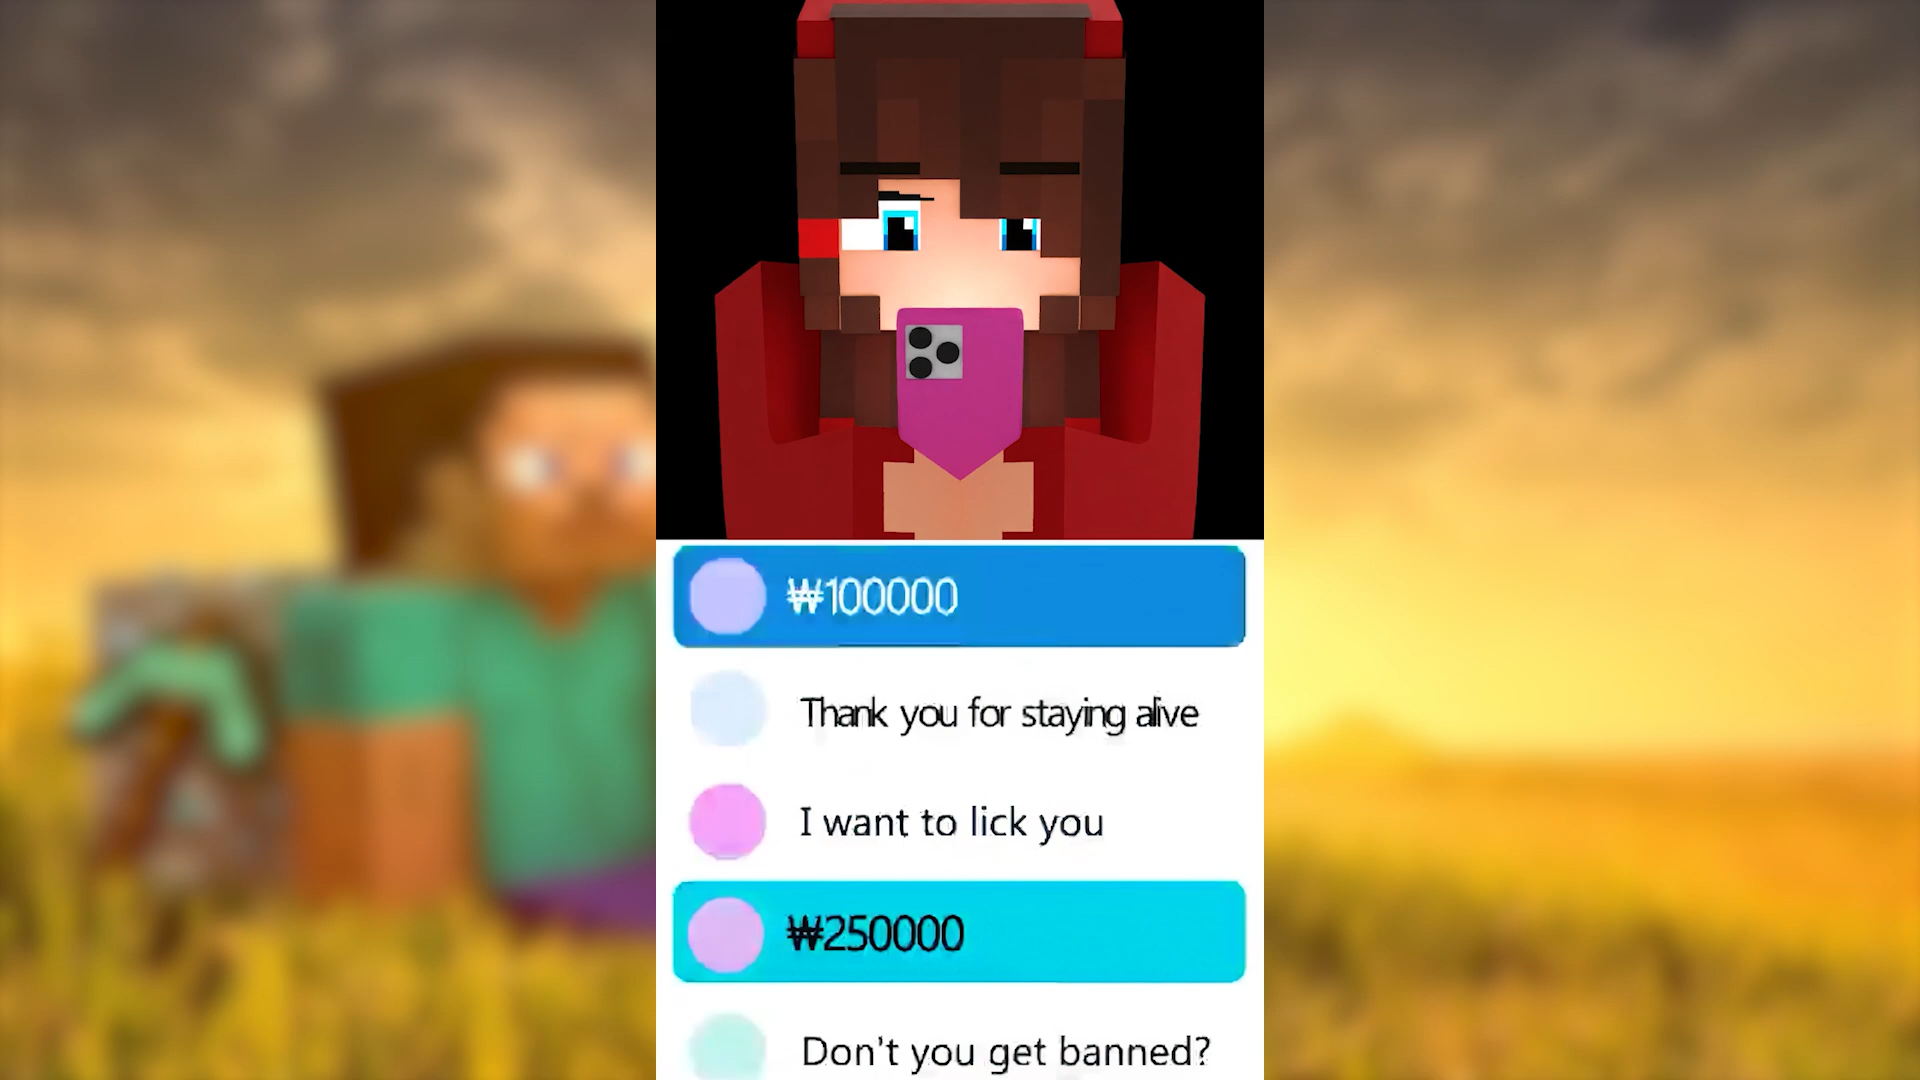 ₩100000
Thank you for staying alive
I want to lick you
₩250000
Don't you get banned?